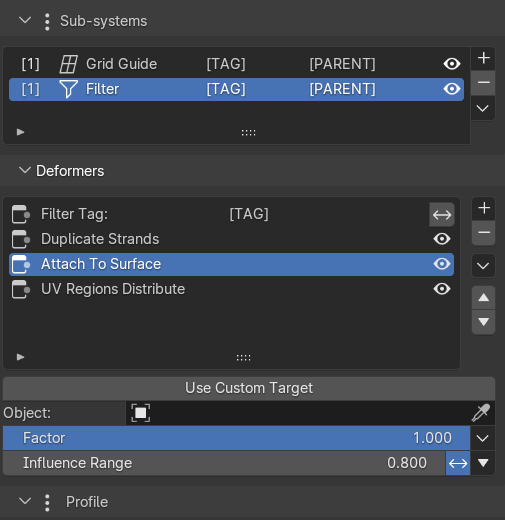 Sub-systems
[1] Grid Guide [TAG] [PARENT]
[1] Filter [TAG] [PARENT]
Deformers
Filter Tag: [TAG]
Duplicate Strands
Attach To Surface
UV Regions Distribute
Use Custom Target
Object:
Factor 1.000
Influence Range 0.800
Profile